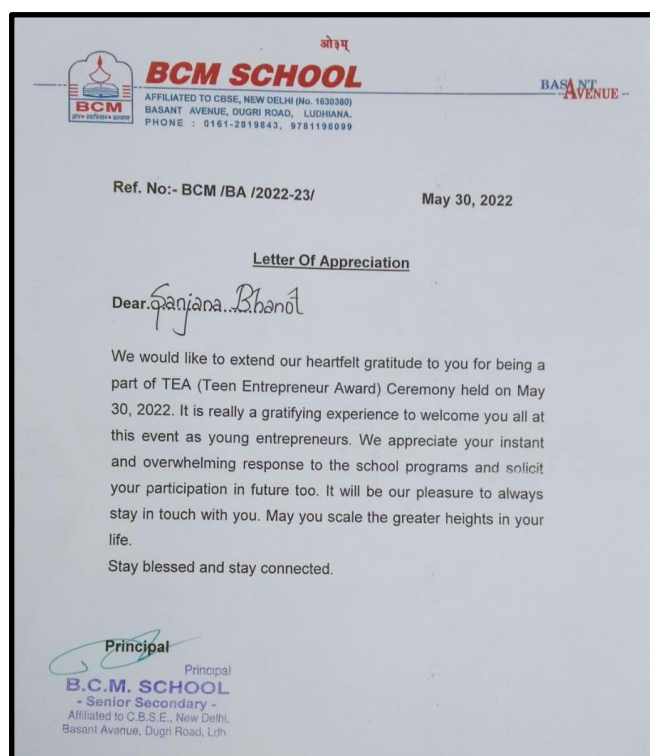 ओ३म्
BCM SCHOOL
AFFILIATED TO CBSE, NEW DELHI (No. 1630380)
BASANT AVENUE, DUGRI ROAD, LUDHIANA.
PHONE : 0161-2819843, 9781198099
BCM
BASANT
AVENUE
Ref. No:- BCM /BA /2022-23/
May 30, 2022
Letter Of Appreciation
Dear. Sanjana...Bhanot
We would like to extend our heartfelt gratitude to you for being a
part of TEA (Teen Entrepreneur Award) Ceremony held on May
30, 2022. It is really a gratifying experience to welcome you all at
this event as young entrepreneurs. We appreciate your instant
and overwhelming response to the school programs and solicit
your participation in future too. It will be our pleasure to always
stay in touch with you. May you scale the greater heights in your
life.
Stay blessed and stay connected.
Principal
Principal
B.C.M. SCHOOL
- Senior Secondary -
Affiliated to C.B.S.E., New Delhi.
Basant Avenue, Dugri Road, Ldh